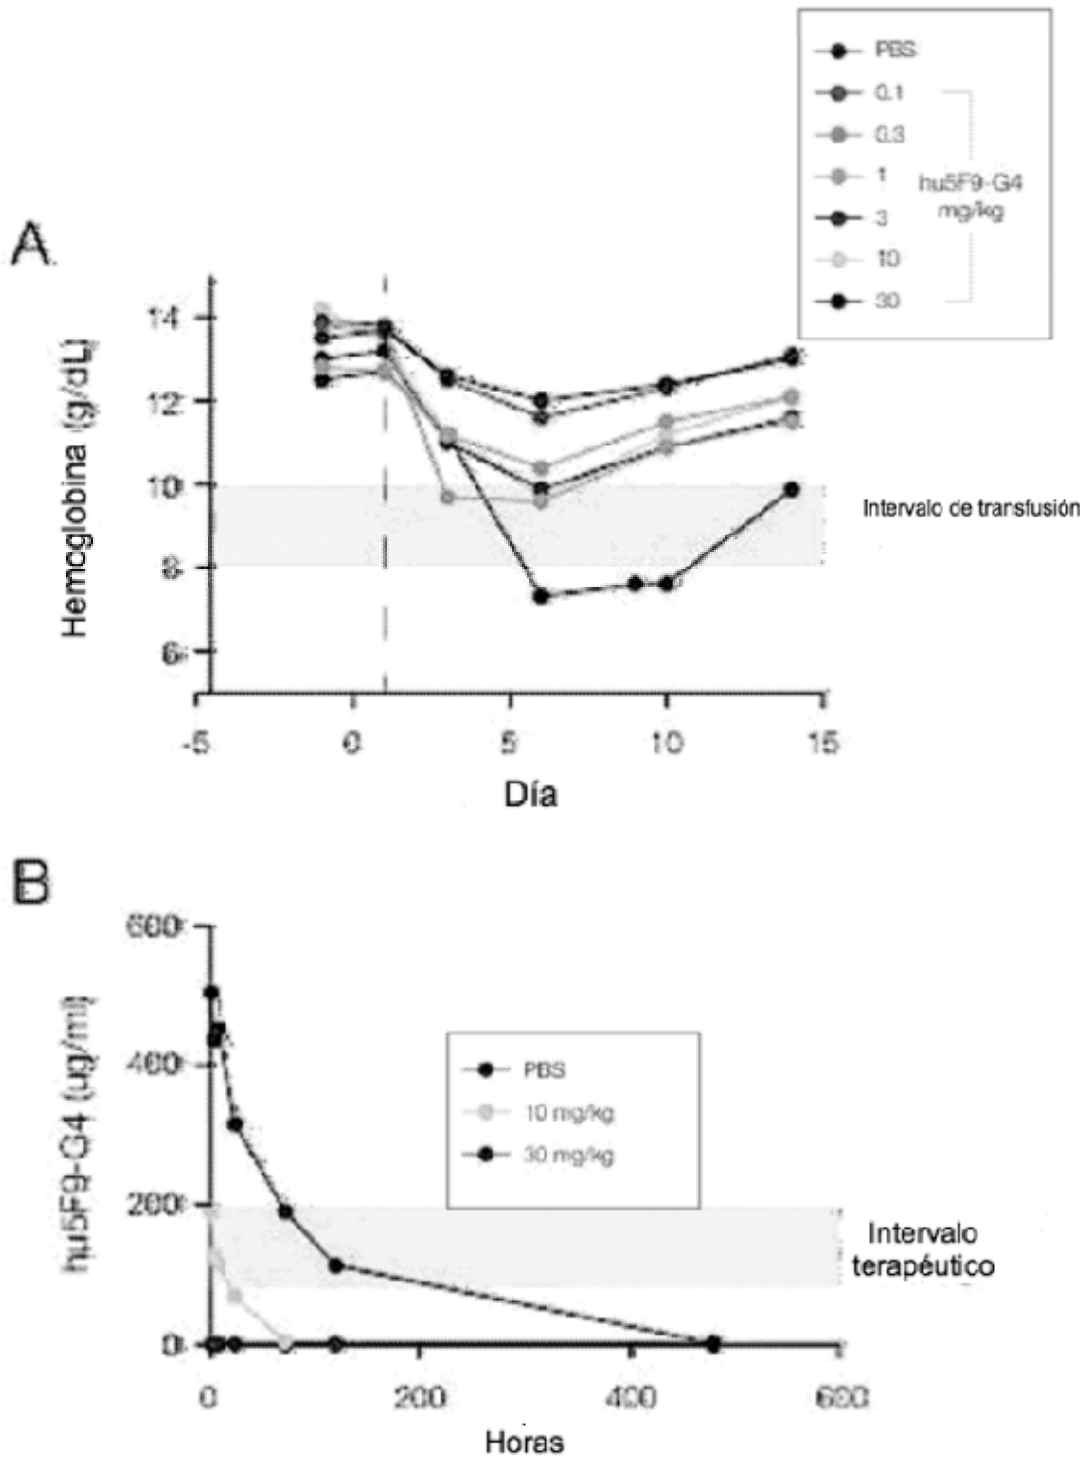 PBS
0.1
0.3
1
hu5F9-G4
mg/kg
3
10
30
A
14
12
10
8
6
Hemoglobina (g/dL)
Intervalo de transfusión
-5
0
5
10
15
Día
B
600
400
200
0
hu5F9-G4 (ug/ml)
PBS
10 mg/kg
30 mg/kg
Intervalo
terapéutico
0
200
400
600
Horas